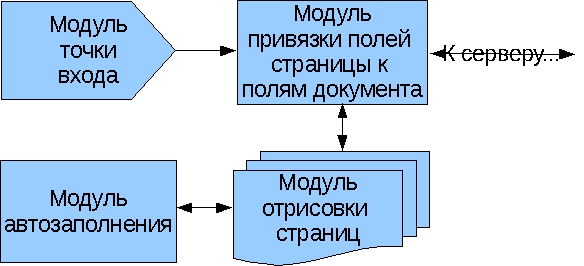 Модуль
точки
входа
Модуль
привязки полей
страницы к
полям документа
К серверу...
Модуль
автозаполнения
Модуль
отрисовки
страниц